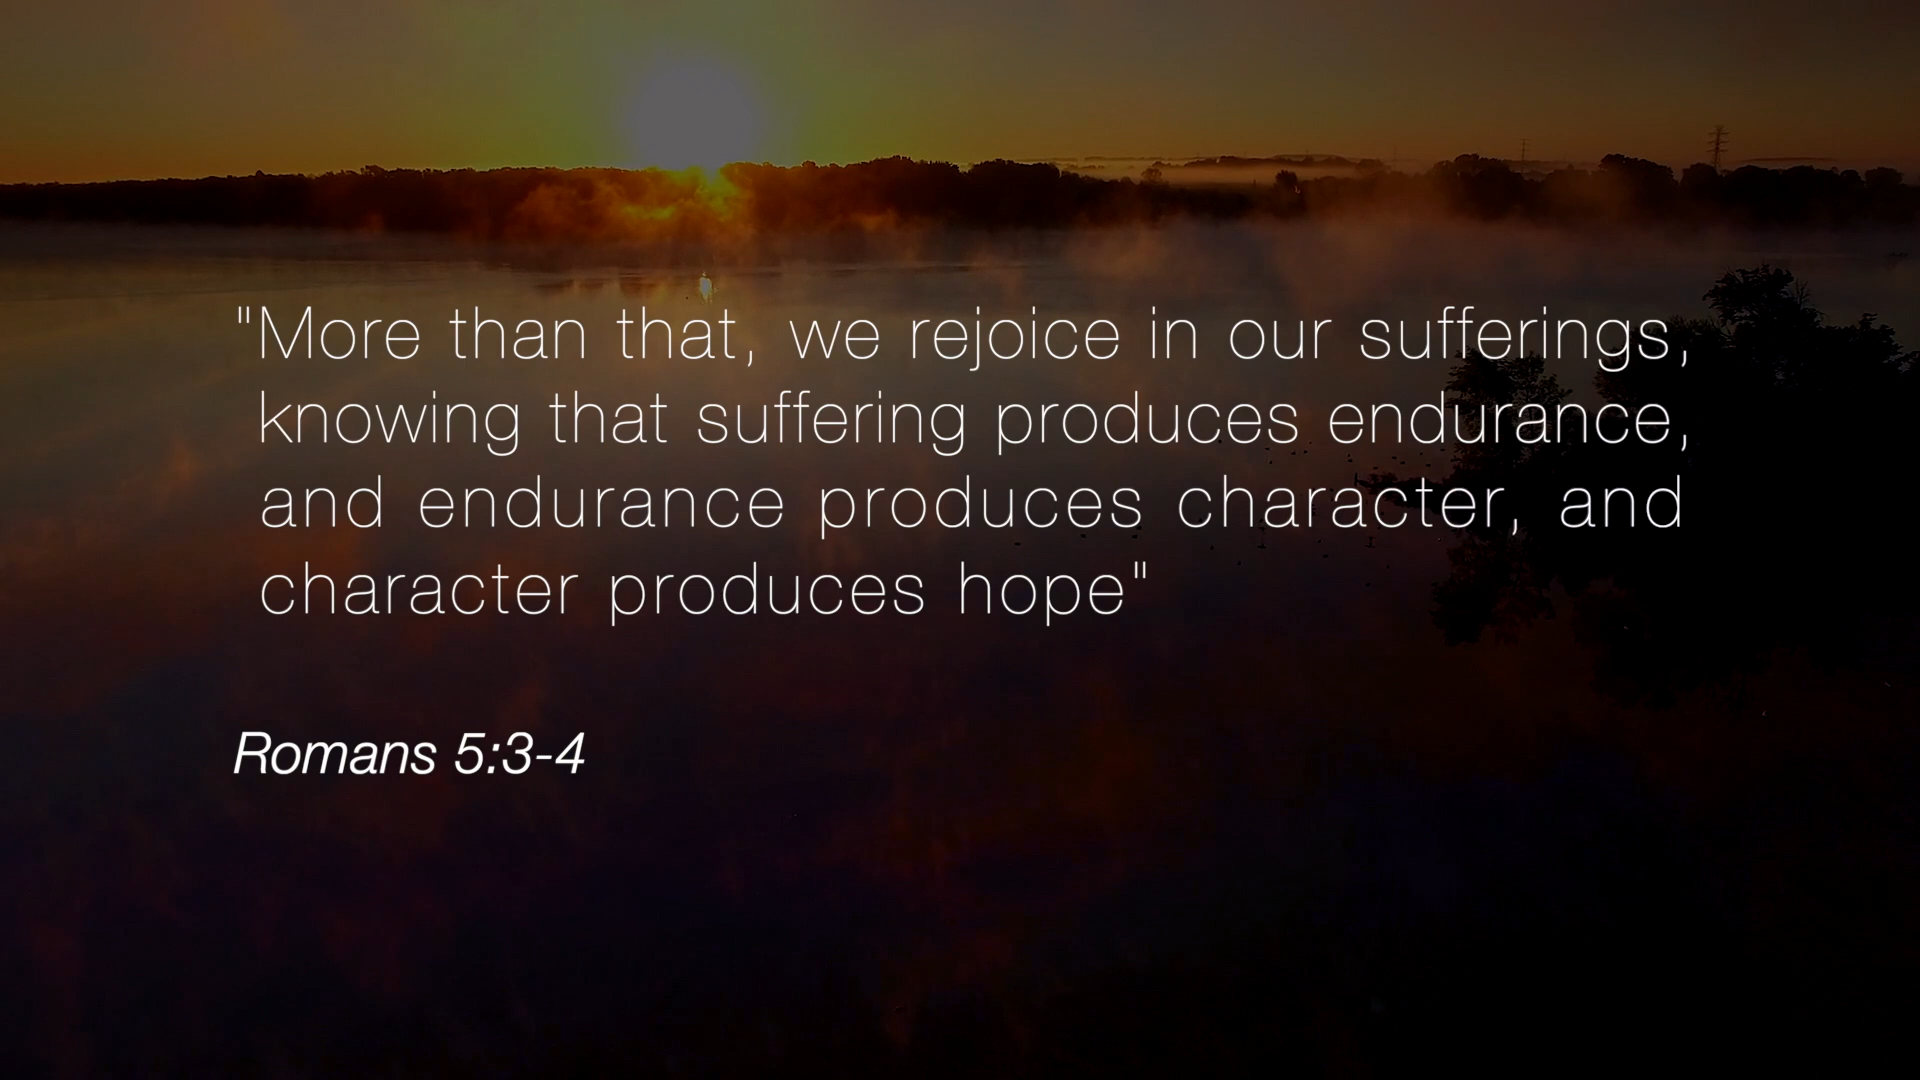 "More than that, we rejoice in our sufferings,
knowing that suffering produces endurance,
and endurance produces character, and
character produces hope"
Romans 5:3-4